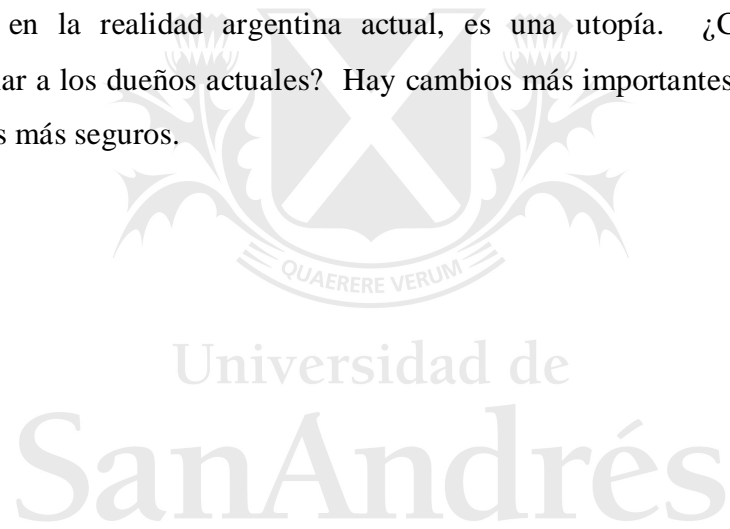 en la realidad argentina actual, es una utopía. ¿C
ar a los dueños actuales? Hay cambios más importantes
s más seguros.
QUAERERE VERUM
Universidad de
SanAndrés